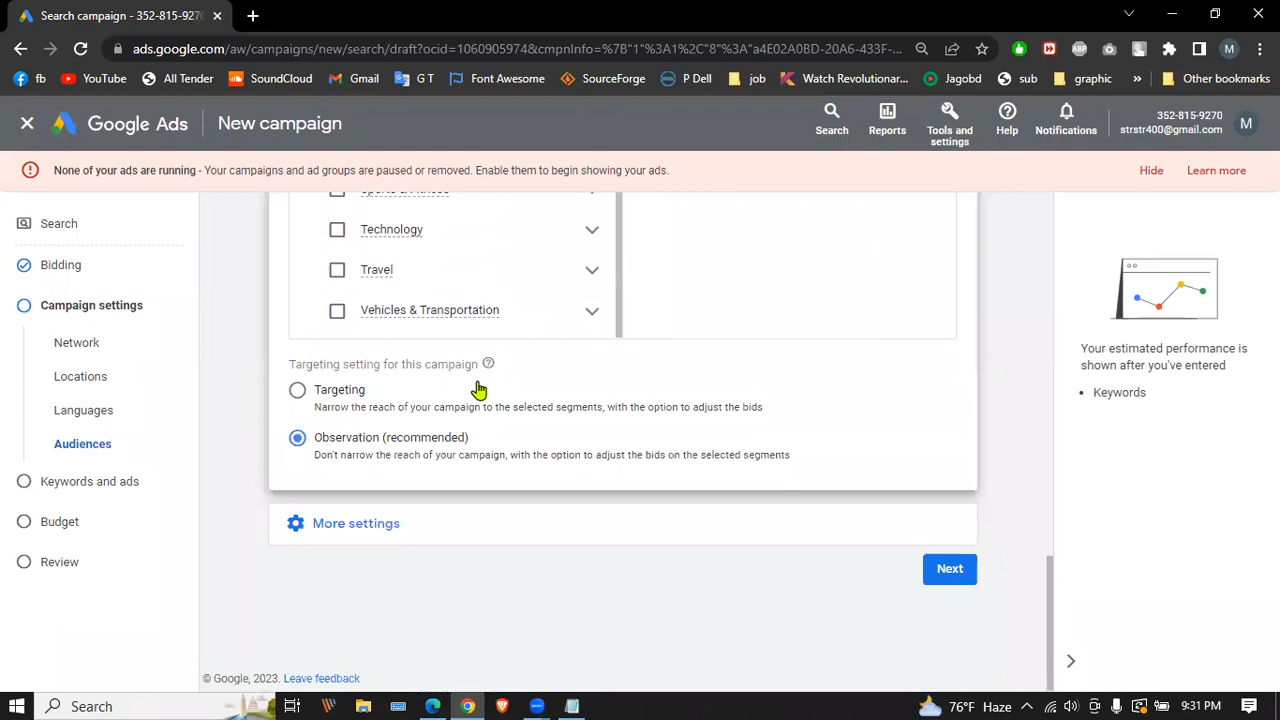 Search campaign - 352-815-9270
ads.google.com/aw/campaigns/new/search/draft?ocid=1060905974&cmpnInfo=%7B"1"%3A1%2C"8"%3A"a4E02A0BD-20A6-433F-...
fb
YouTube
All Tender
SoundCloud
Gmail
G T
Font Awesome
SourceForge
P Dell
job
Watch Revolutionar...
Jagobd
sub
graphic
»
Other bookmarks
M
ABP
Google Ads
New campaign
Search
Reports
Tools and settings
Help
Notifications
352-815-9270
strstr400@gmail.com
M
None of your ads are running - Your campaigns and ad groups are paused or removed. Enable them to begin showing your ads.
Hide
Learn more
Search
Bidding
Campaign settings
Network
Locations
Languages
Audiences
Keywords and ads
Budget
Review
Sports & Fitness
Technology
Travel
Vehicles & Transportation
Targeting setting for this campaign
Targeting
Narrow the reach of your campaign to the selected segments, with the option to adjust the bids
Observation (recommended)
Don't narrow the reach of your campaign, with the option to adjust the bids on the selected segments
More settings
Next
Your estimated performance is
shown after you've entered
• Keywords
© Google, 2023. Leave feedback
Search
76°F Haze
9:31 PM